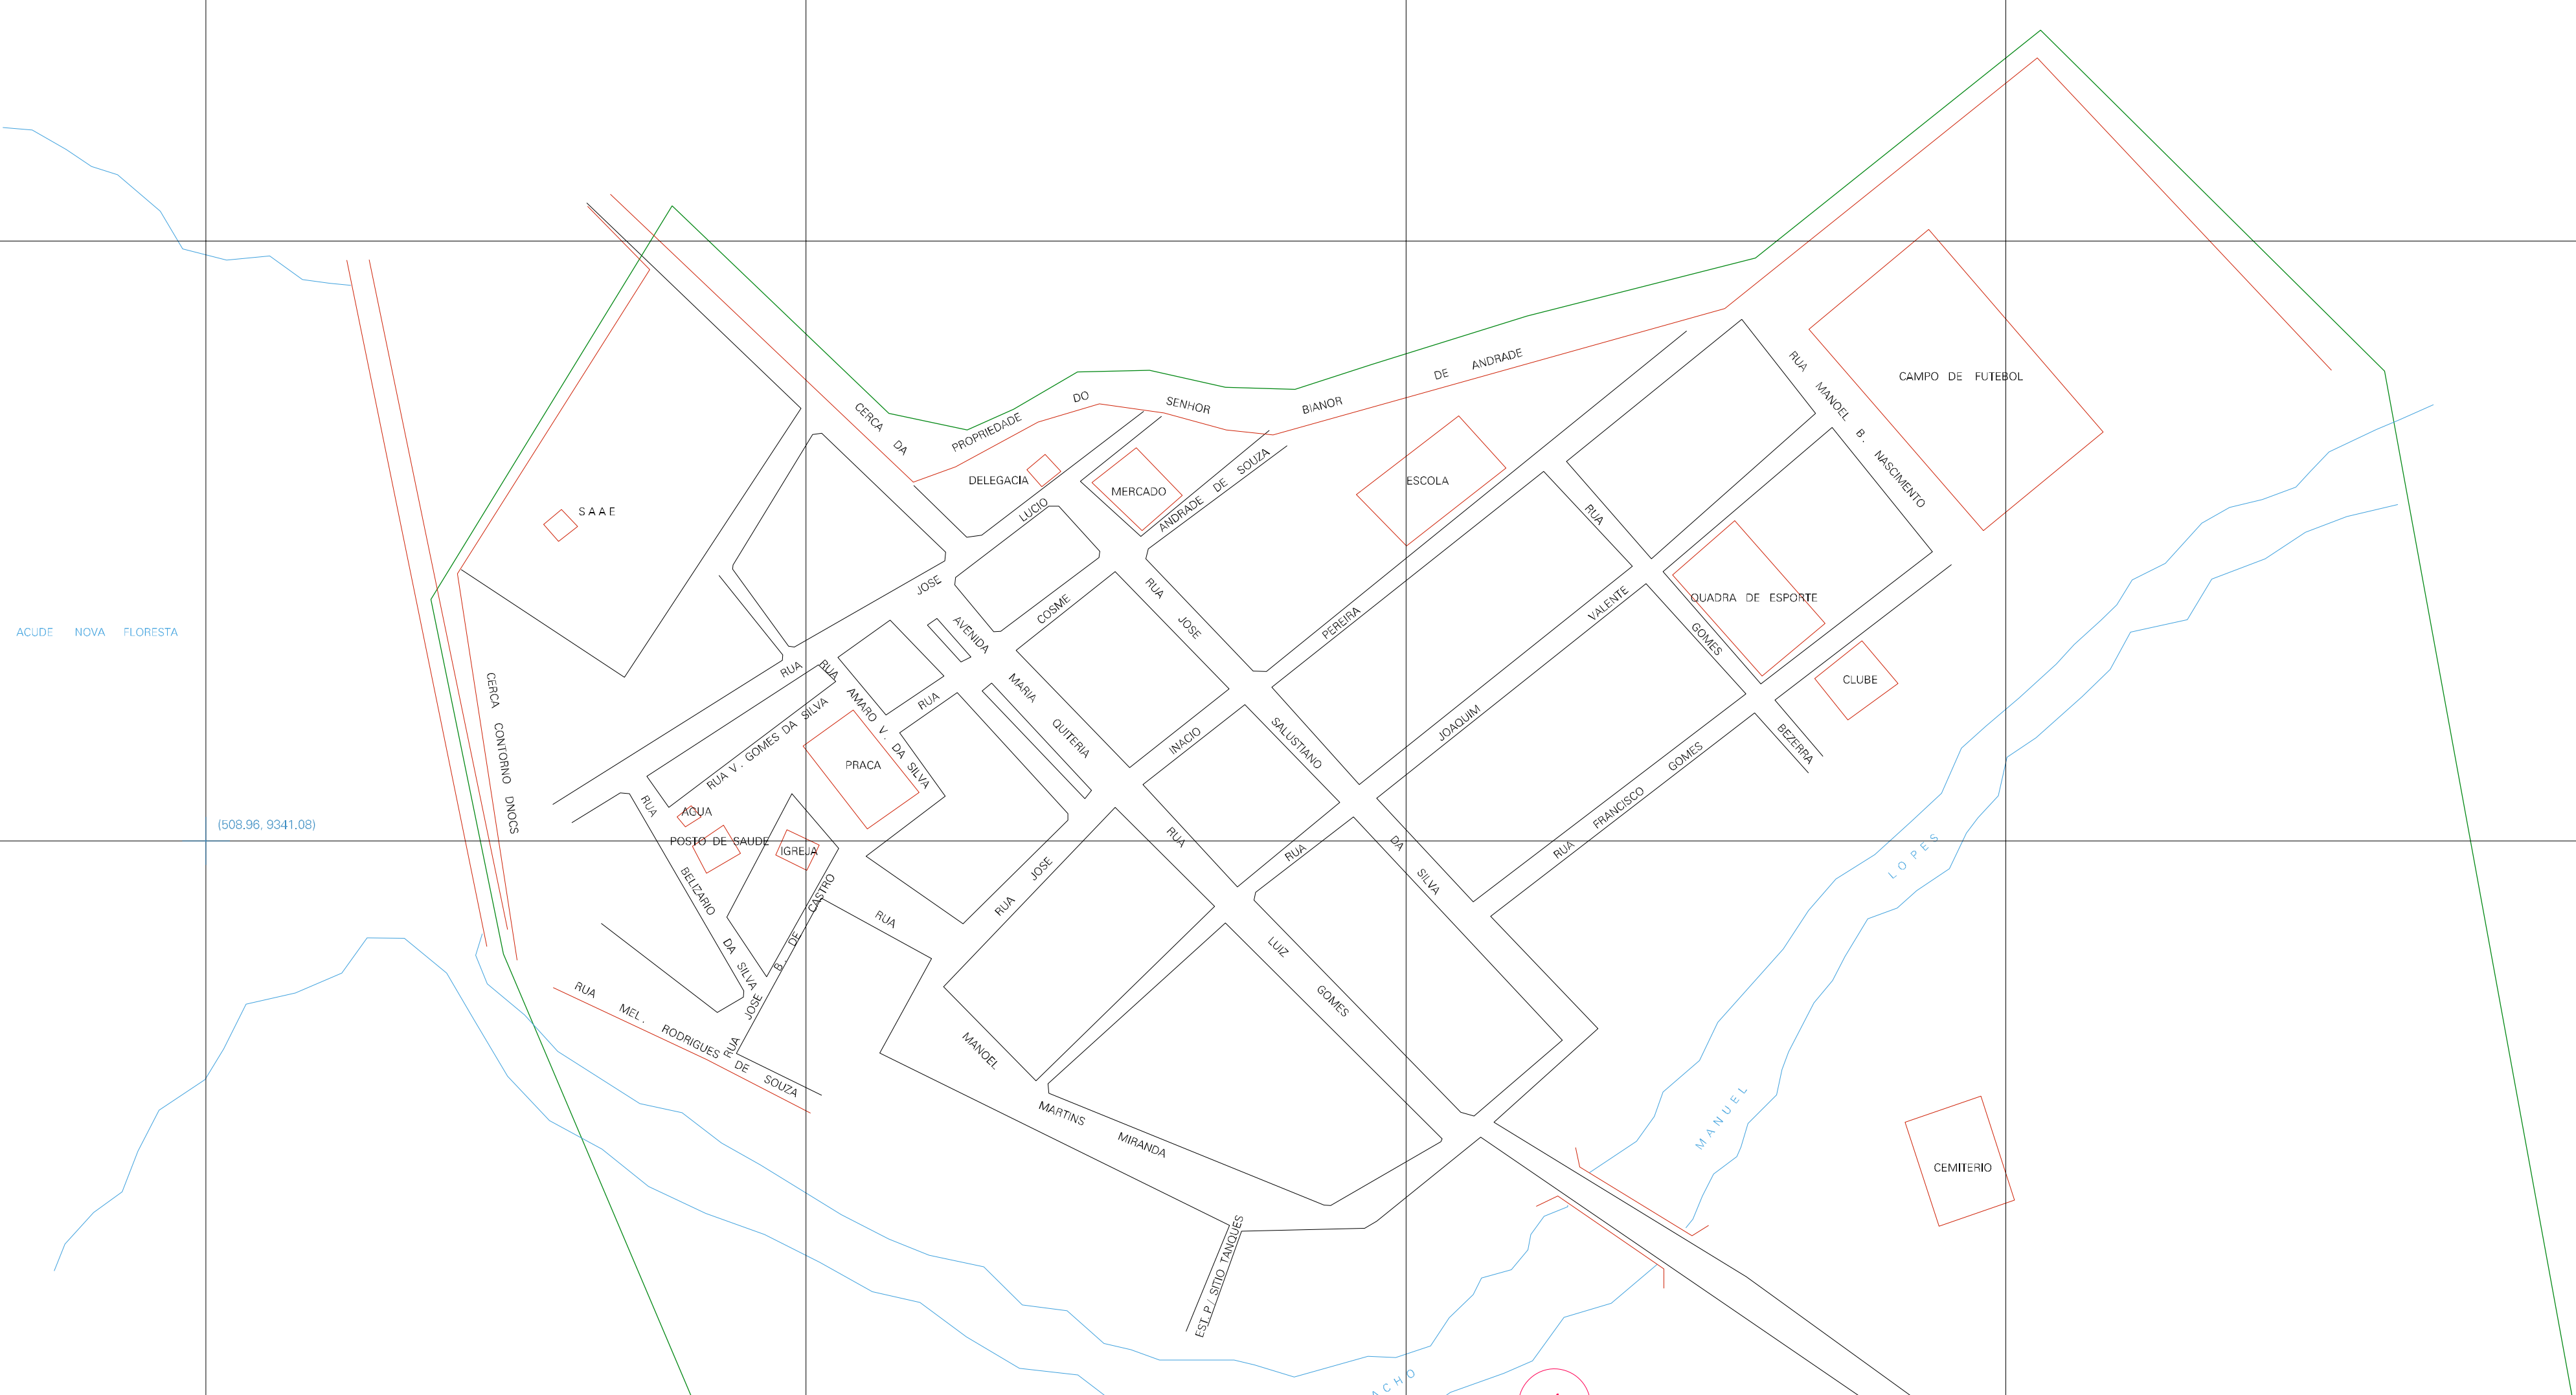 CERCA DA PROPRIEDADE DO SENHOR BIANOR DE ANDRADE
RUA MANOEL B. NASCIMENTO
CAMPO DE FUTEBOL
DELEGACIA
MERCADO
ESCOLA
S A A E
RUA JOSE LUCIO
ANDRADE DE SOUZA
RUA COSME PEREIRA
RUA JOSE SALUSTIANO DA SILVA
RUA GOMES BEZERRA
QUADRA DE ESPORTE
CLUBE
ACUDE NOVA FLORESTA
CERCA CONTORNO DNOCS
AVENIDA MARIA QUITERIA
RUA AMARO V. DA SILVA
RUA V. GOMES DA SILVA
PRACA
INACIO
RUA JOAQUIM VALENTE
RUA FRANCISCO GOMES
(508.96, 9341.08)
AGUA
POSTO DE SAUDE
IGREJA
RUA BELIZARIO DA SILVA
RUA JOSE B. DE CASTRO
RUA JOSE
RUA LUIZ GOMES
RUA MANOEL MARTINS MIRANDA
RUA MEL. RODRIGUES DE SOUZA
EST. P/ SITIO TANQUES
MANUEL LOPES
CEMITERIO
ACHO